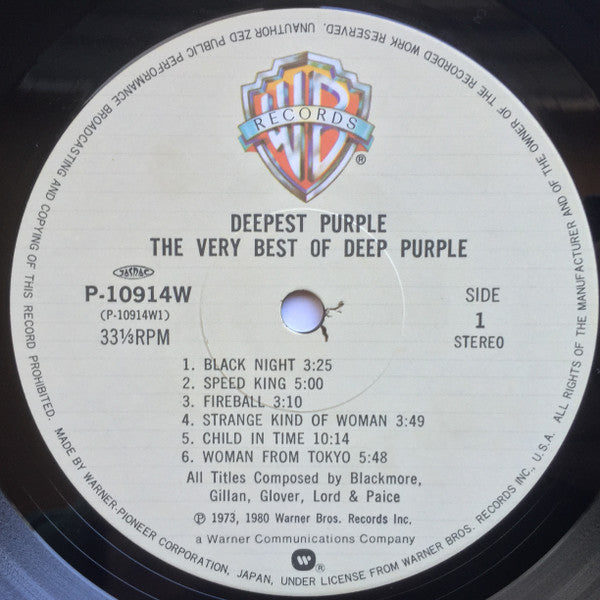 ALL RIGHTS OF THE MANUFACTURER AND OF THE OWNER OF THE RECORDED WORK RESERVED. UNAUTHOR ZED PUBLIC PERFORMANCE BROADCASTING AND COPYING OF THIS RECORD PROHIBITED.
WB
RECORDS
®
DEEPEST PURPLE
THE VERY BEST OF DEEP PURPLE
JASRAC
P-10914W
(P-10914W1)
33⅓RPM
SIDE
1
STEREO
1. BLACK NIGHT 3:25
2. SPEED KING 5:00
3. FIREBALL 3:10
4. STRANGE KIND OF WOMAN 3:49
5. CHILD IN TIME 10:14
6. WOMAN FROM TOKYO 5:48
All Titles Composed by Blackmore,
Gillan, Glover, Lord & Paice
℗ 1973, 1980 Warner Bros. Records Inc.
a Warner Communications Company
MADE BY WARNER-PIONEER CORPORATION, JAPAN, UNDER LICENSE FROM WARNER BROS. RECORDS INC., U.S.A.